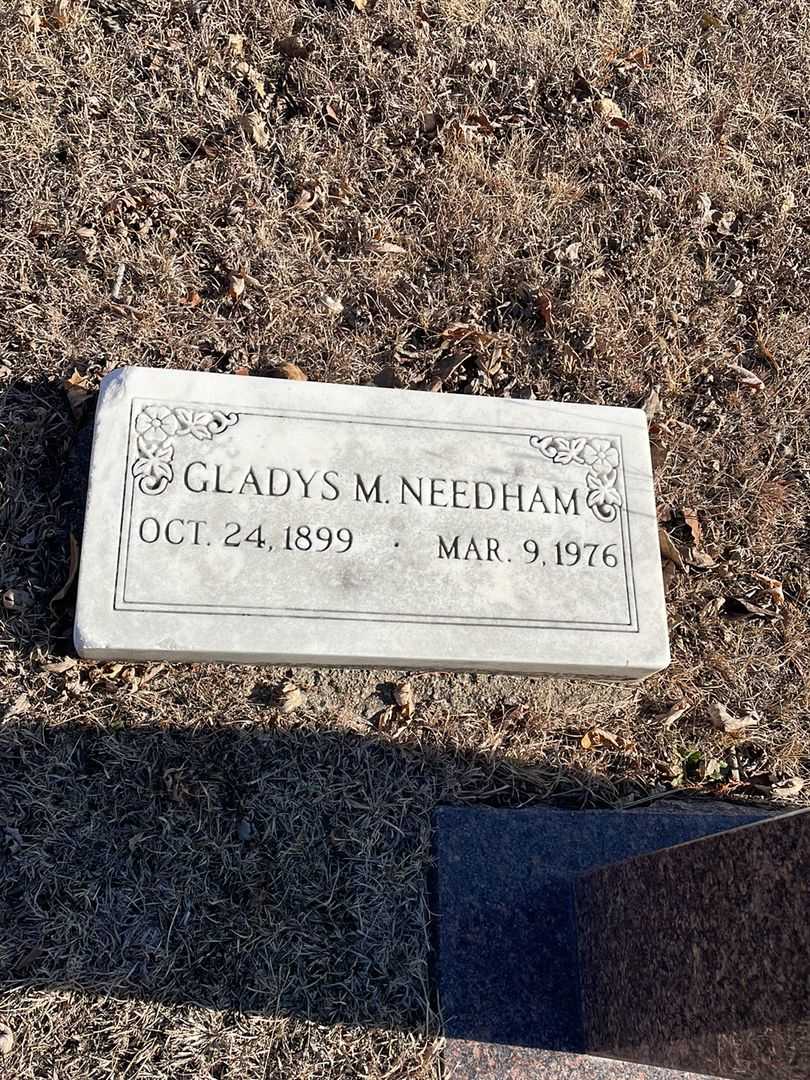 GLADYS M. NEEDHAM
OCT. 24, 1899 · MAR. 9, 1976